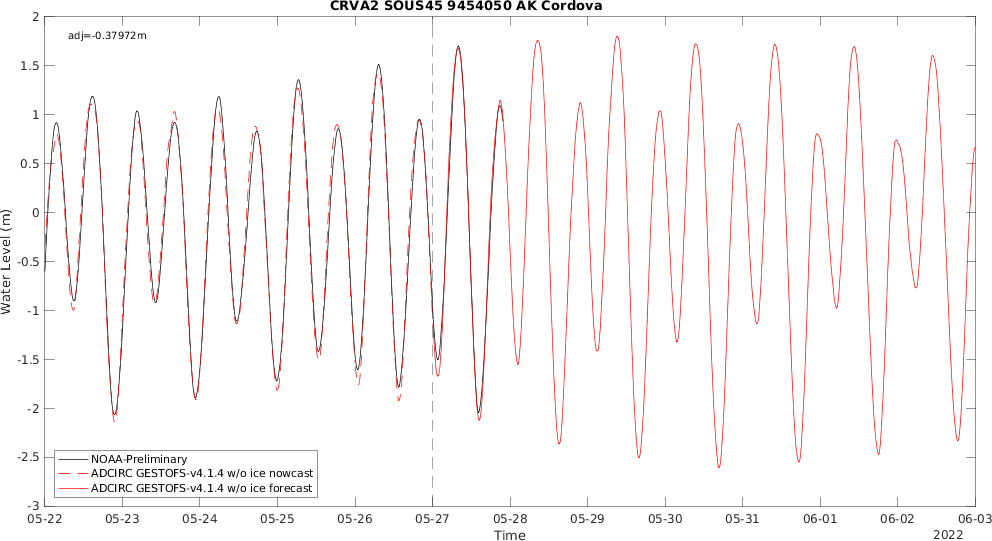 CRVA2 SOUS45 9454050 AK Cordova
adj=-0.37972m
2
1.5
1
0.5
0
-0.5
-1
-1.5
-2
-2.5
-3
Water Level (m)
NOAA-Preliminary
ADCIRC GESTOFS-v4.1.4 w/o ice nowcast
ADCIRC GESTOFS-v4.1.4 w/o ice forecast
05-22 05-23 05-24 05-25 05-26 05-27 05-28 05-29 05-30 05-31 06-01 06-02 06-03
Time
2022